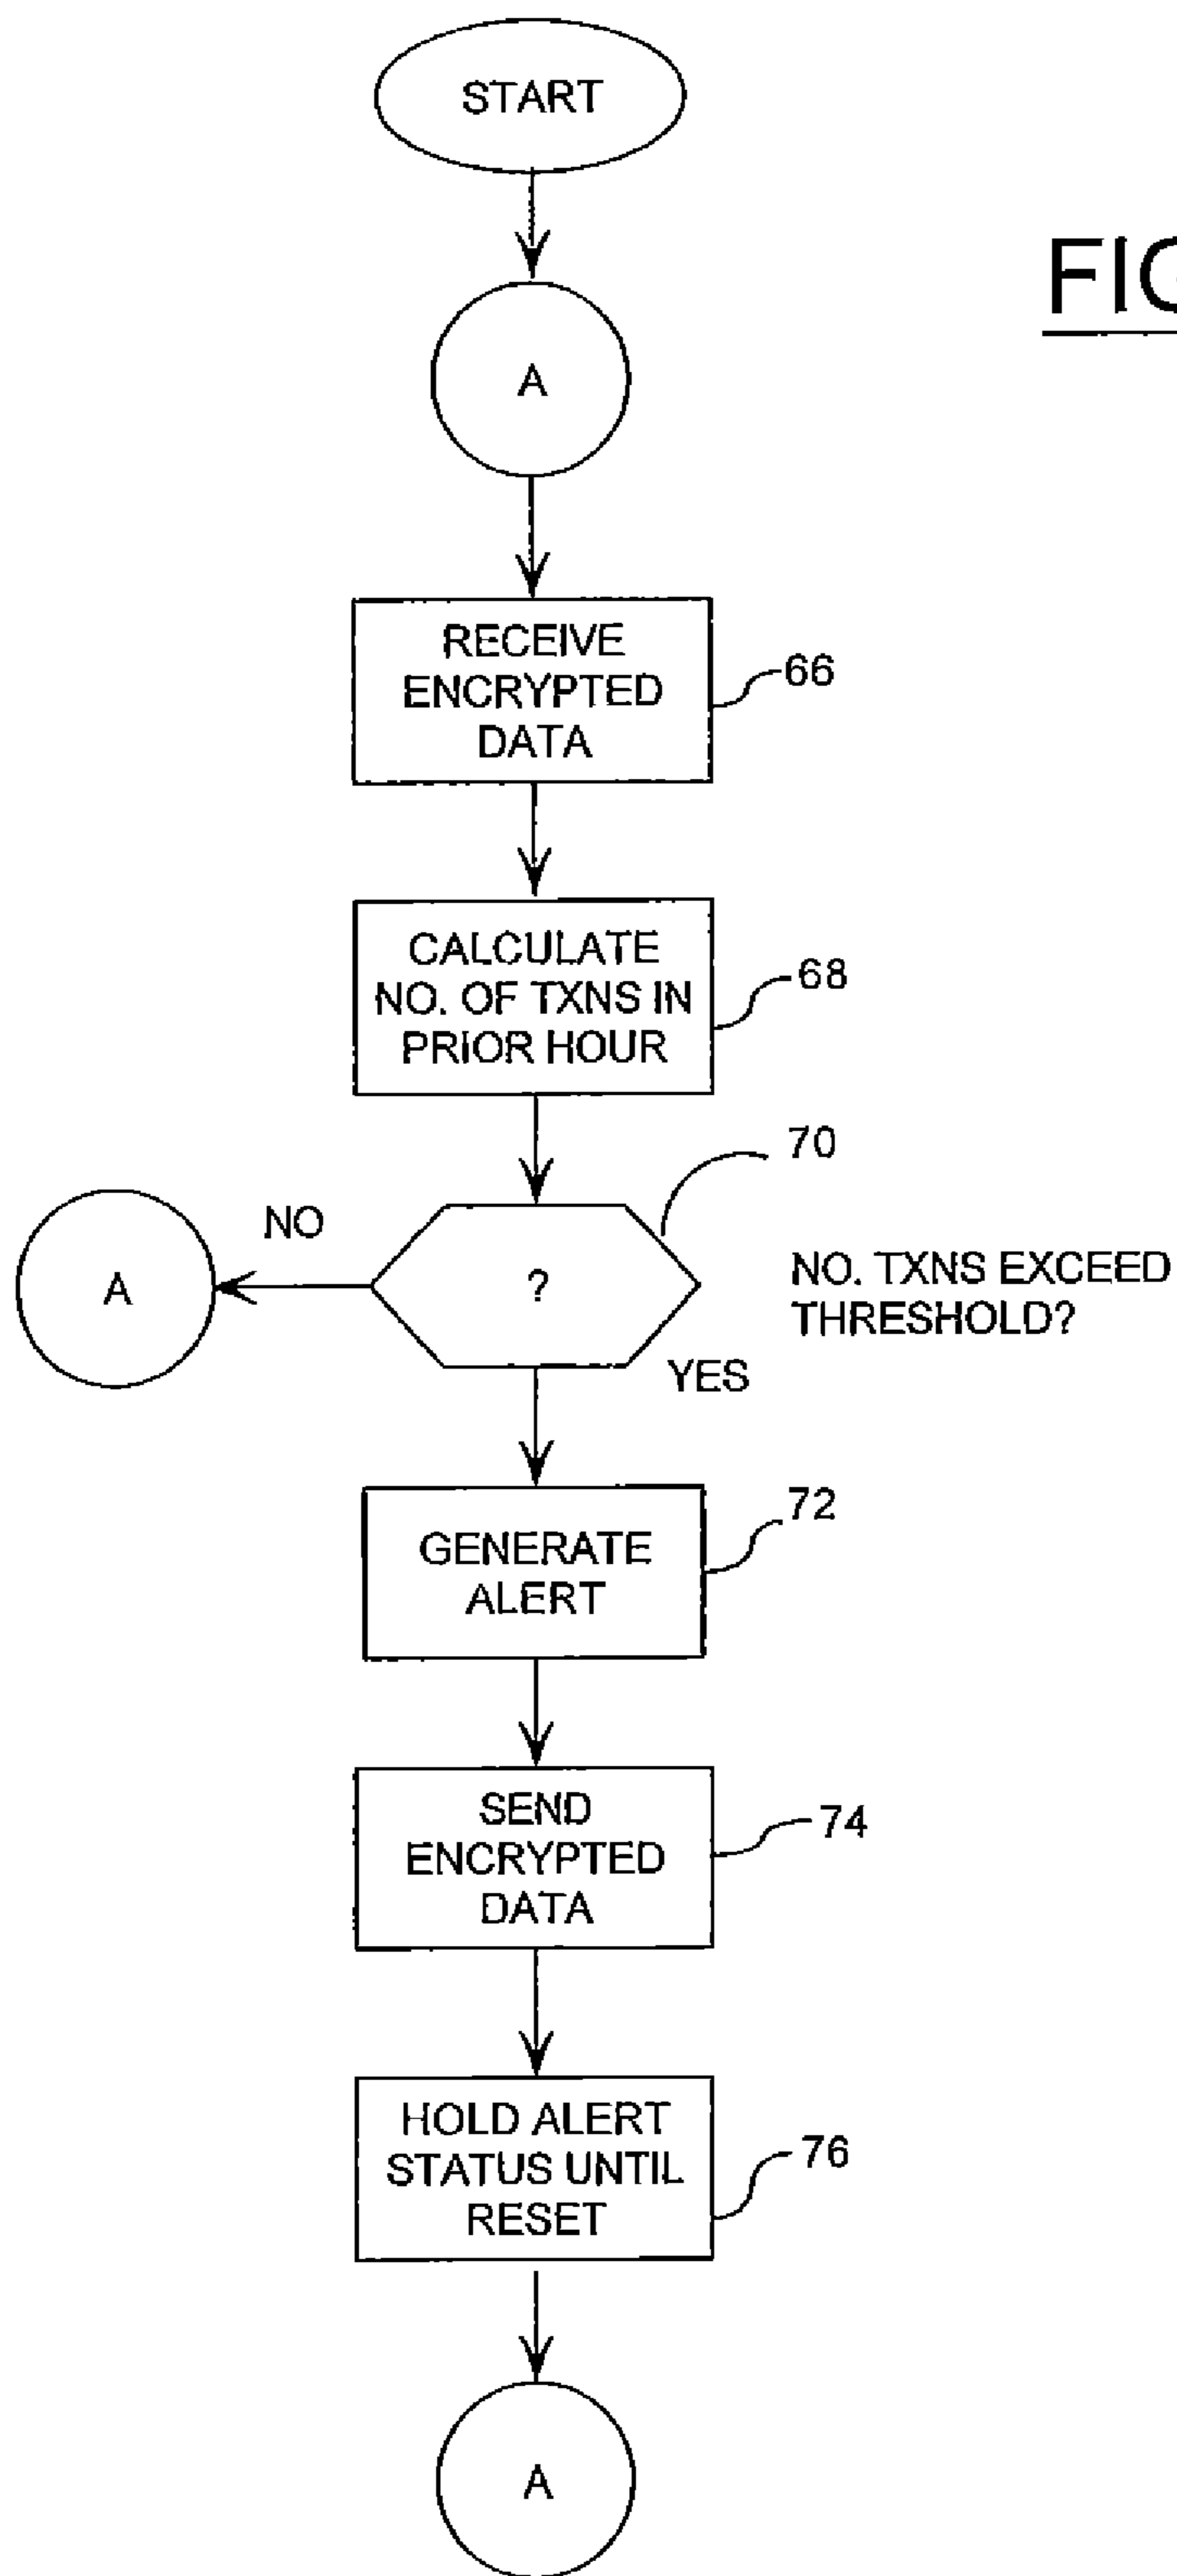 START
FIG
A
RECEIVE
ENCRYPTED
DATA
66
CALCULATE
NO. OF TXNS IN
PRIOR HOUR
68
70
NO
A
?
NO. TXNS EXCEED
THRESHOLD?
YES
GENERATE
ALERT
72
SEND
ENCRYPTED
DATA
74
HOLD ALERT
STATUS UNTIL
RESET
76
A